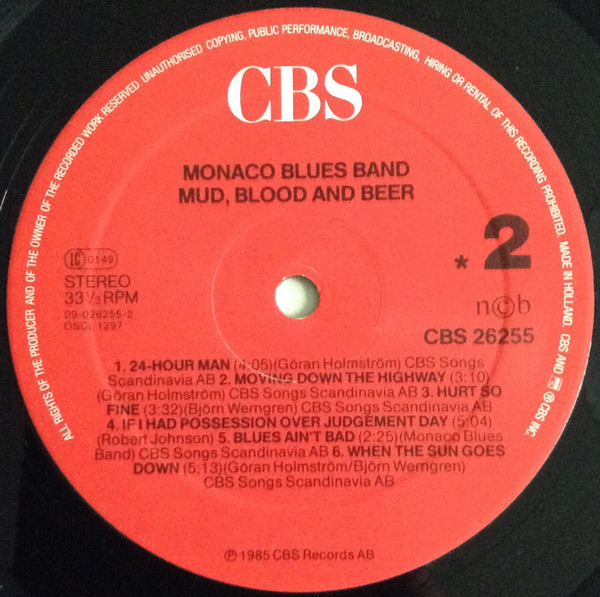 ALL RIGHTS OF THE PRODUCER AND OF THE OWNER OF THE RECORDED WORK RESERVED. UNAUTHORISED COPYING, PUBLIC PERFORMANCE, BROADCASTING, HIRING OR RENTAL OF THIS RECORDING PROHIBITED. MADE IN HOLLAND. CBS AND ℗ CBS INC.
CBS
MONACO BLUES BAND
MUD, BLOOD AND BEER
LC 0149
STEREO
33⅓ RPM
09-026255-2
OSCL 1297
* 2
n©b
CBS 26255
1. 24-HOUR MAN (4:05)(Göran Holmström) CBS Songs
Scandinavia AB 2. MOVING DOWN THE HIGHWAY (3:10)
(Göran Holmström) CBS Songs Scandinavia AB 3. HURT SO
FINE (3:32)(Björn Werngren) CBS Songs Scandinavia AB
4. IF I HAD POSSESSION OVER JUDGEMENT DAY (5:04)
(Robert Johnson) 5. BLUES AIN'T BAD (2:25)(Monaco Blues
Band) CBS Songs Scandinavia AB 6. WHEN THE SUN GOES
DOWN (5:13)(Göran Holmström/Björn Werngren)
CBS Songs Scandinavia AB
℗ 1985 CBS Records AB